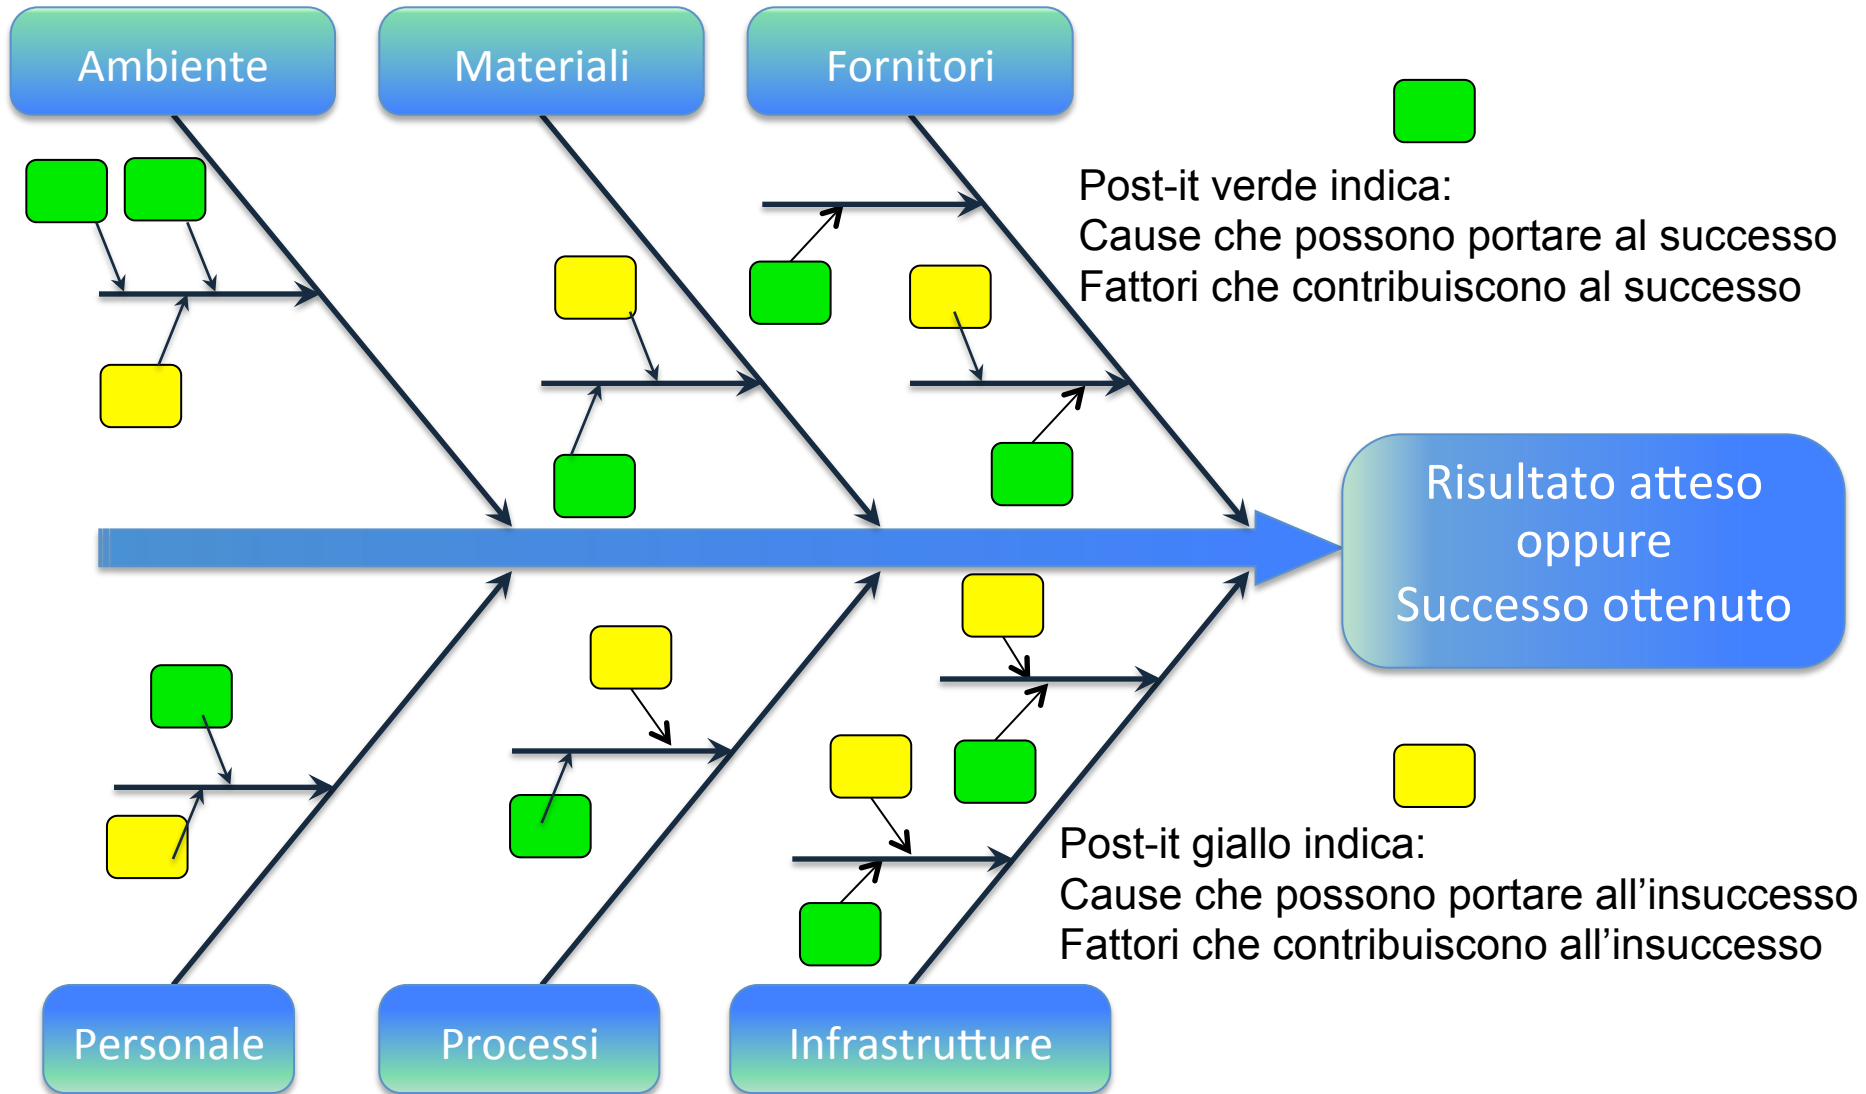 Ambiente
Materiali
Fornitori
Post-it verde indica:
Cause che possono portare al successo
Fattori che contribuiscono al successo
Risultato atteso
oppure
Successo ottenuto
Post-it giallo indica:
Cause che possono portare all’insuccesso
Fattori che contribuiscono all’insuccesso
Personale
Processi
Infrastrutture